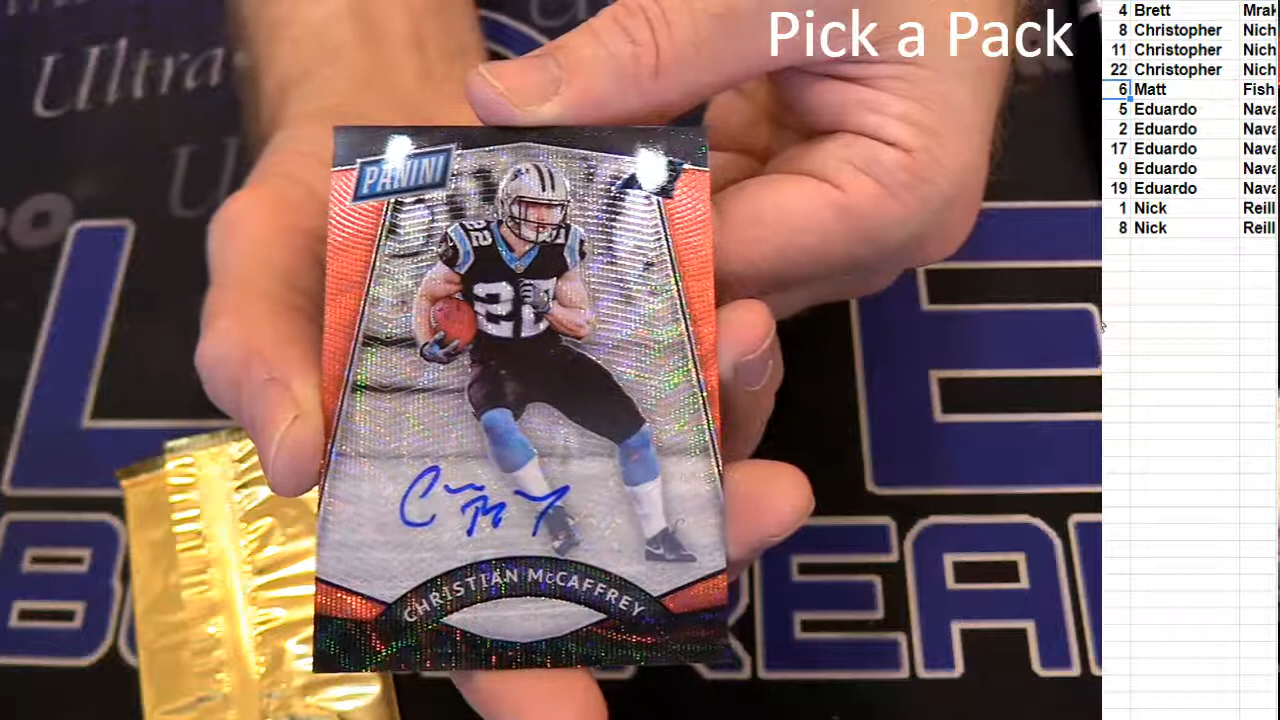 Pick a Pack
4 Brett Mrak
8 Christopher Nich
11 Christopher Nich
22 Christopher Nich
6 Matt Fish
5 Eduardo Nava
2 Eduardo Nava
17 Eduardo Nava
9 Eduardo Nava
19 Eduardo Nava
1 Nick Reill
8 Nick Reill
Ultra
PANINI
22
22
CHRISTIAN McCAFFREY